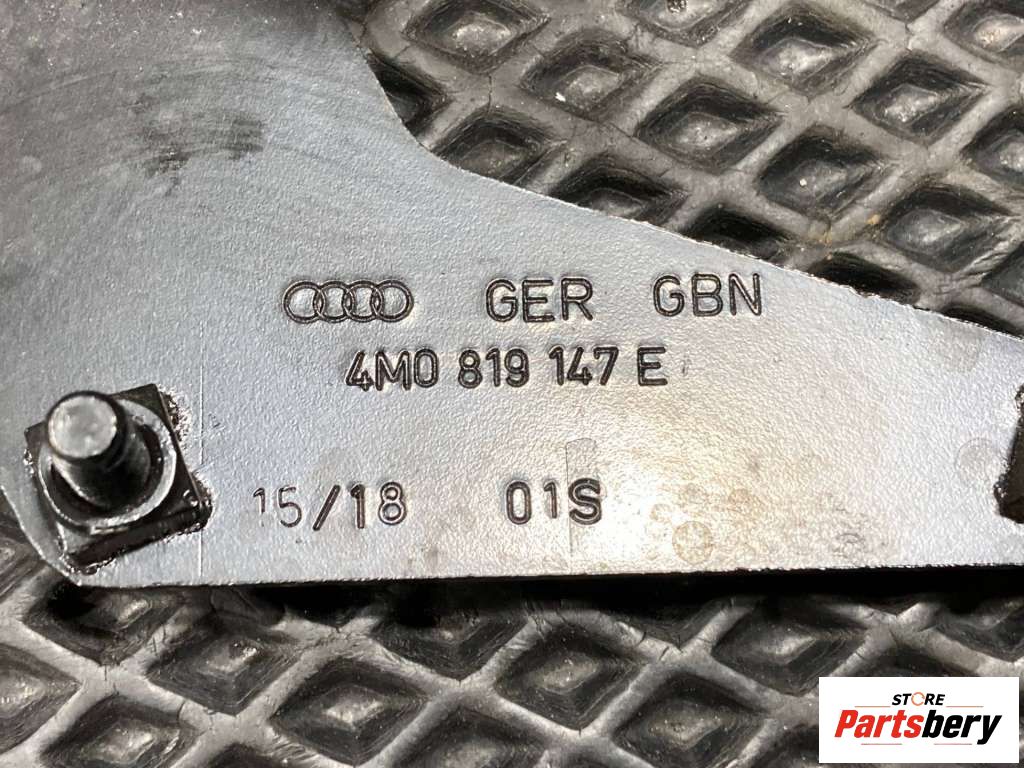 GER GBN
4M0 819 147 E
15/18 01S
STORE
Partsbery